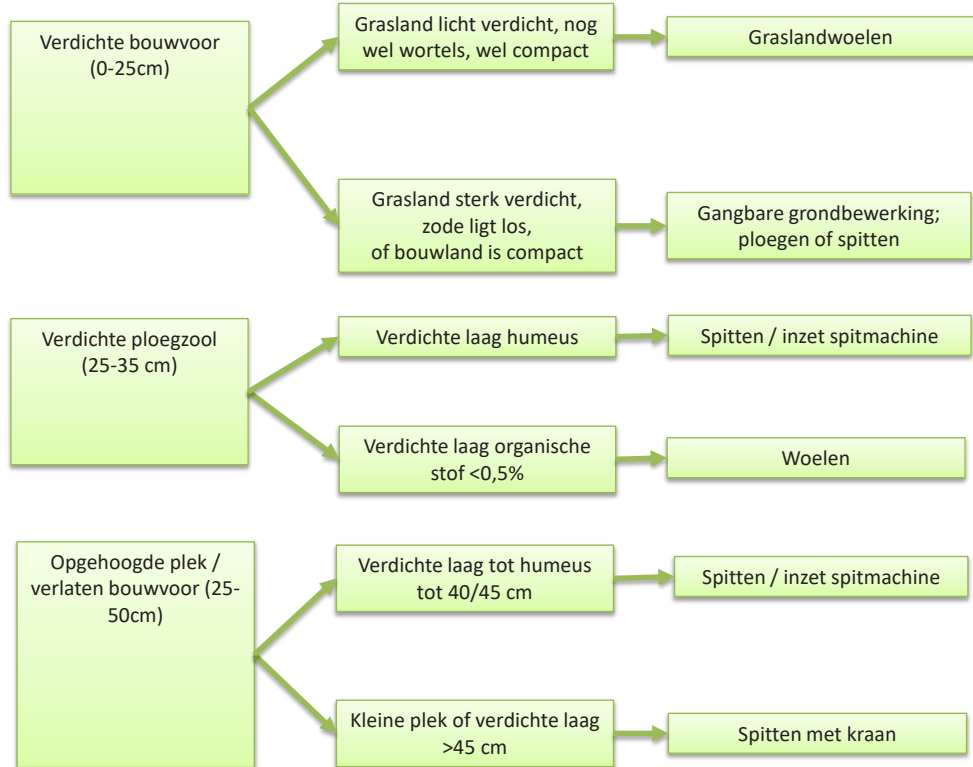 Verdichte bouwvoor
(0-25cm)
Grasland licht verdicht, nog
wel wortels, wel compact
Graslandwoelen
Grasland sterk verdicht,
zode ligt los,
of bouwland is compact
Gangbare grondbewerking;
ploegen of spitten
Verdichte ploegzool
(25-35 cm)
Verdichte laag humeus
Spitten / inzet spitmachine
Verdichte laag organische
stof <0,5%
Woelen
Opgehoogde plek /
verlaten bouwvoor (25-
50cm)
Verdichte laag tot humeus
tot 40/45 cm
Spitten / inzet spitmachine
Kleine plek of verdichte laag
>45 cm
Spitten met kraan